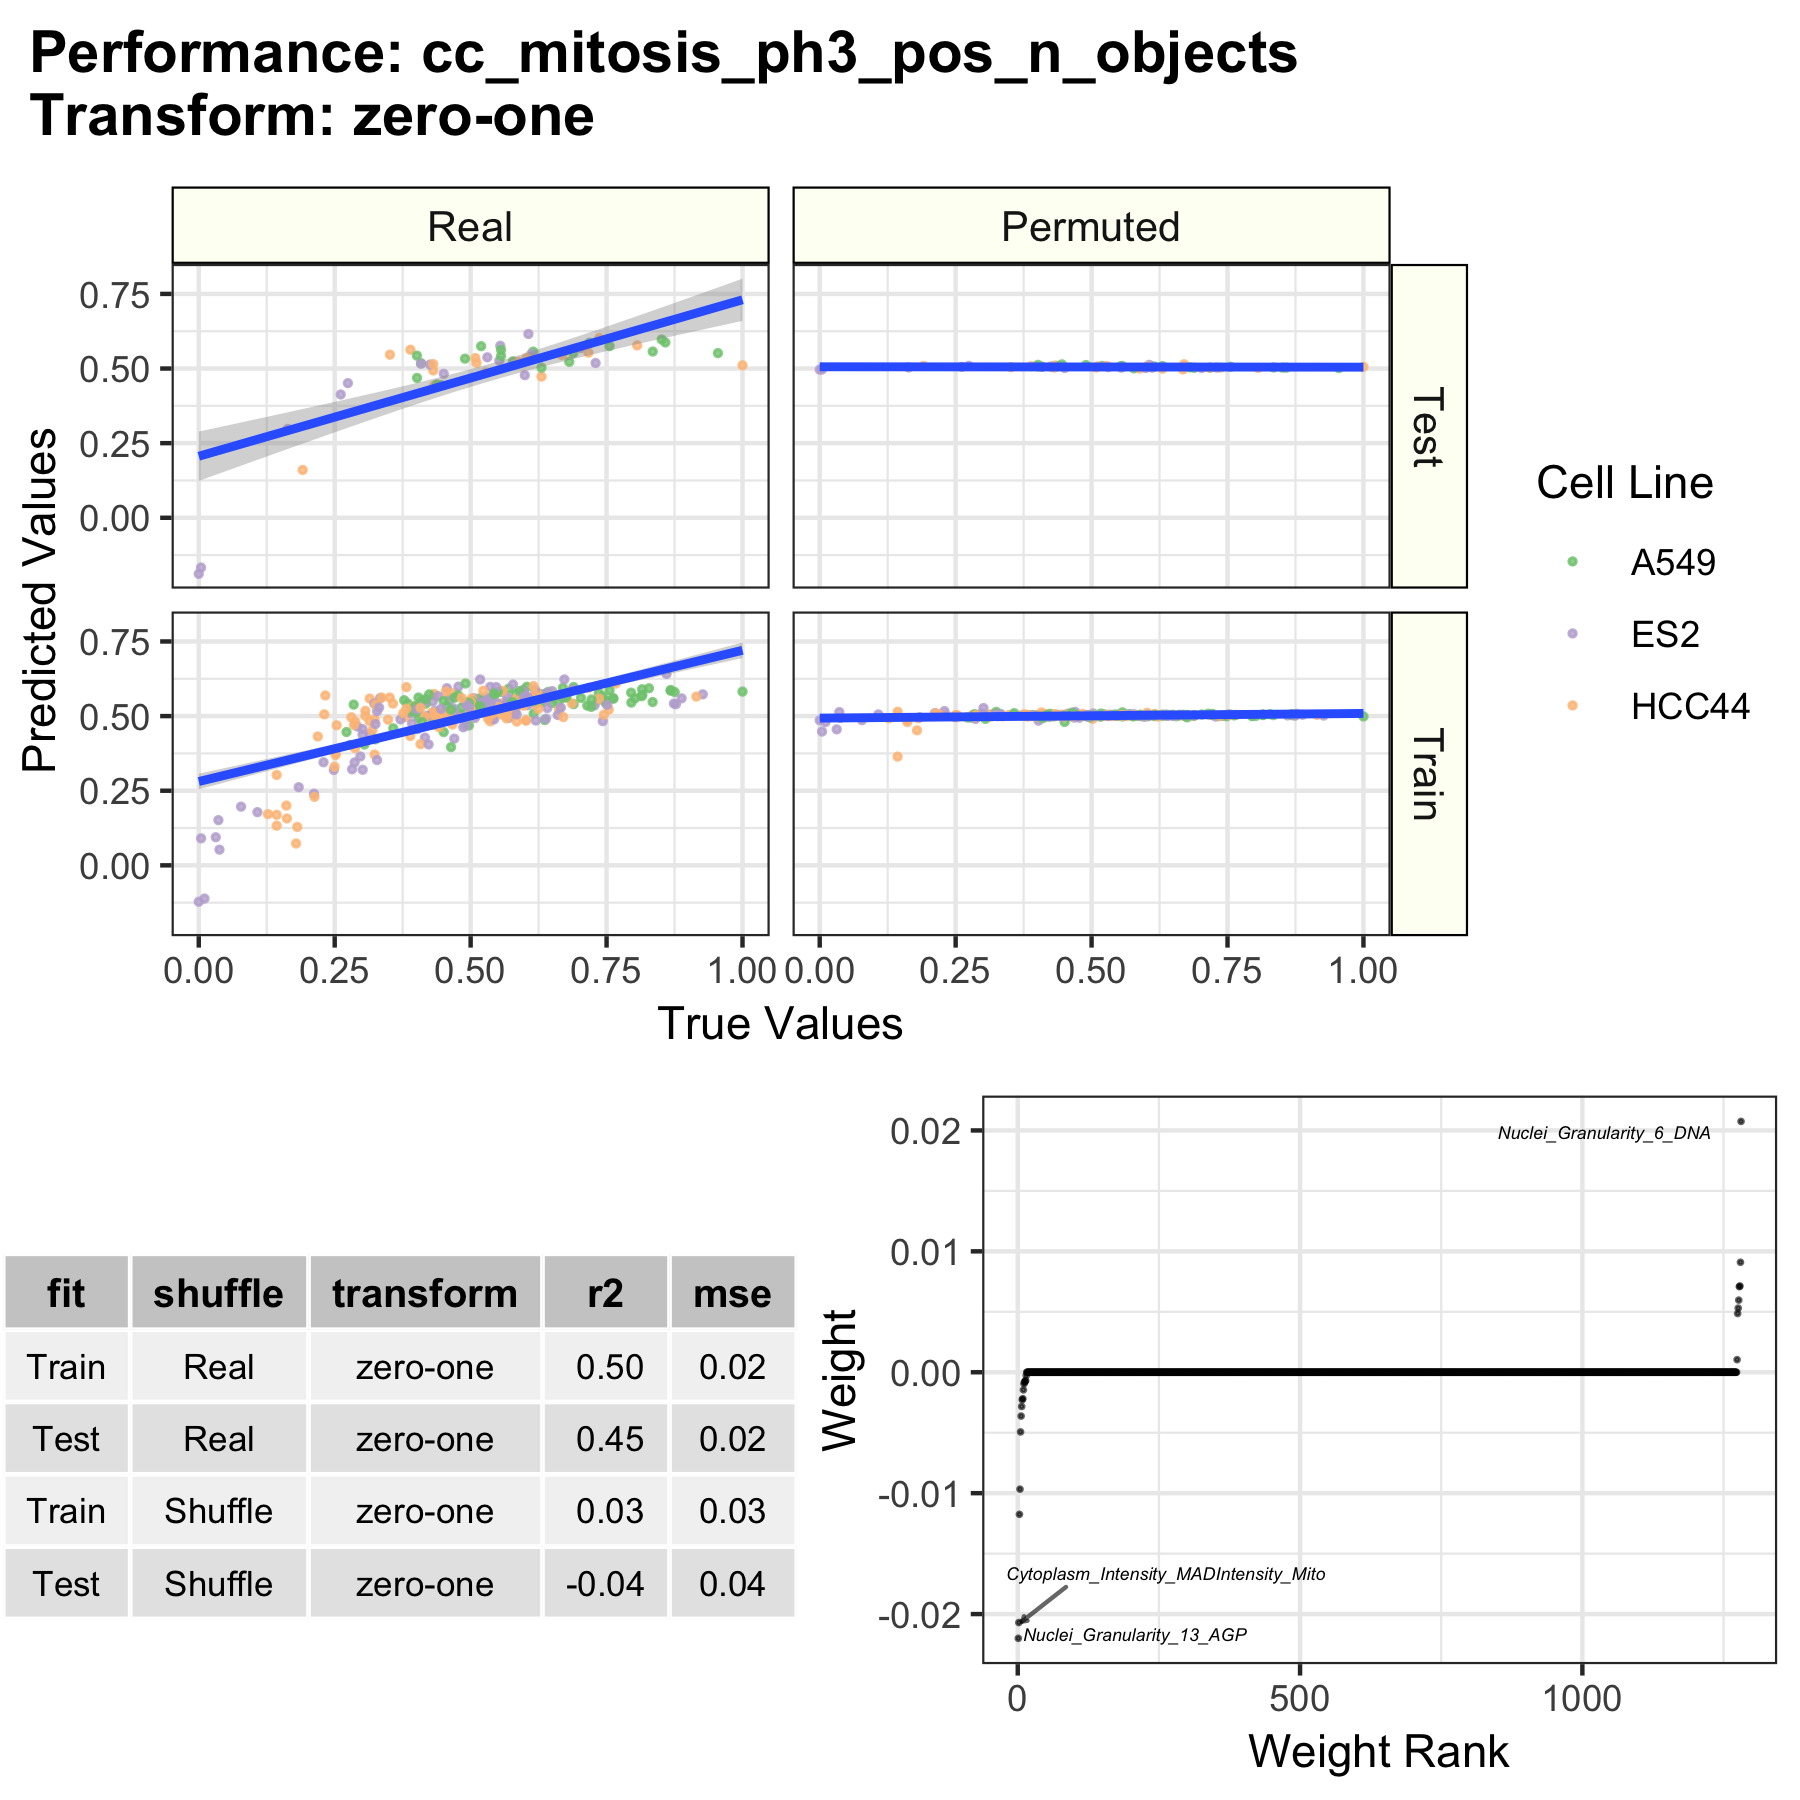 Performance: cc_mitosis_ph3_pos_n_objects
Transform: zero-one
Real
Permuted
0.75
0.50
0.25
0.00
Test
0.75
0.50
0.25
0.00
Train
Predicted Values
0.00 0.25 0.50 0.75 1.00
0.00 0.25 0.50 0.75 1.00
True Values
Cell Line
A549
ES2
HCC44
fit shuffle transform r2 mse
Train Real zero-one 0.50 0.02
Test Real zero-one 0.45 0.02
Train Shuffle zero-one 0.03 0.03
Test Shuffle zero-one -0.04 0.04
Weight
0.02
0.01
0.00
-0.01
-0.02
Nuclei_Granularity_6_DNA
Cytoplasm_Intensity_MADIntensity_Mito
Nuclei_Granularity_13_AGP
0 500 1000
Weight Rank